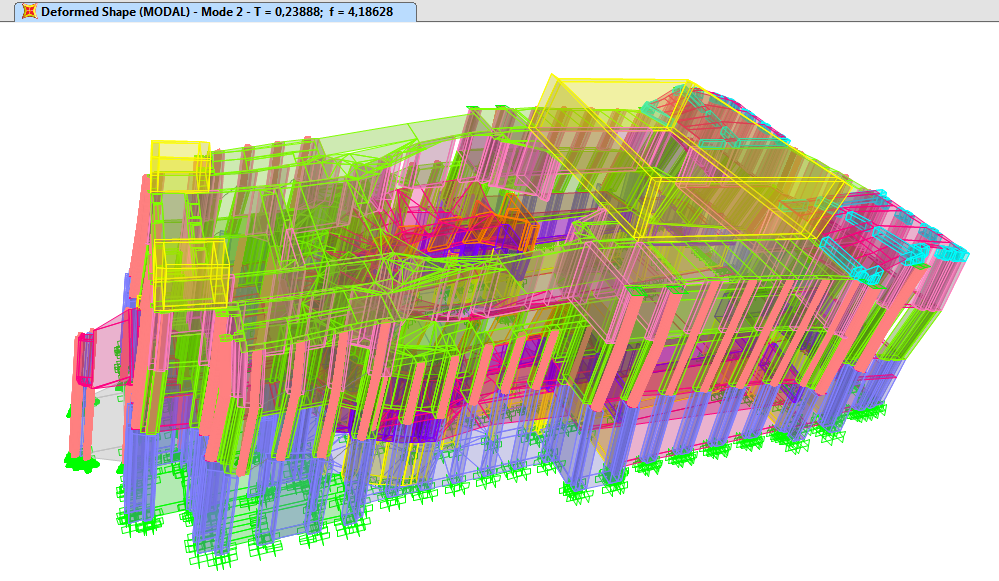 Deformed Shape (MODAL) - Mode 2 - T = 0,23888;  f = 4,18628